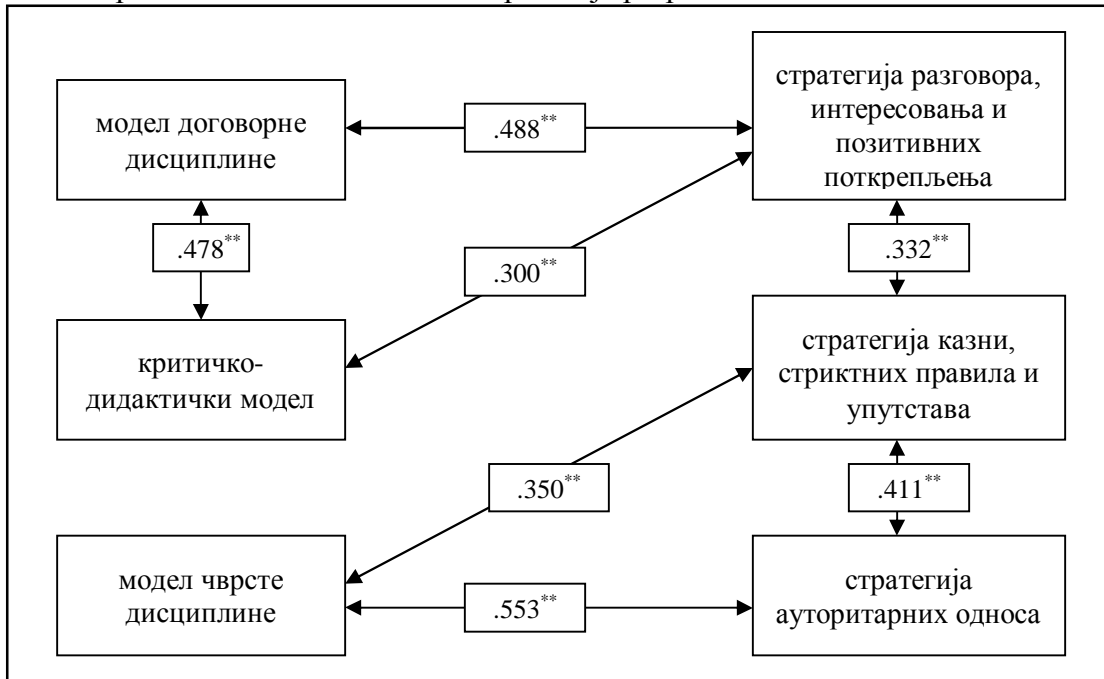 модел договорне
дисциплине
.488**
стратегија разговора,
интересовања и
позитивних
поткрепљења
.478**
.300**
.332**
критичко-
дидактички модел
стратегија казни,
стриктних правила и
упутстава
.350**
.411**
модел чврсте
дисциплине
.553**
стратегија
ауторитарних односа